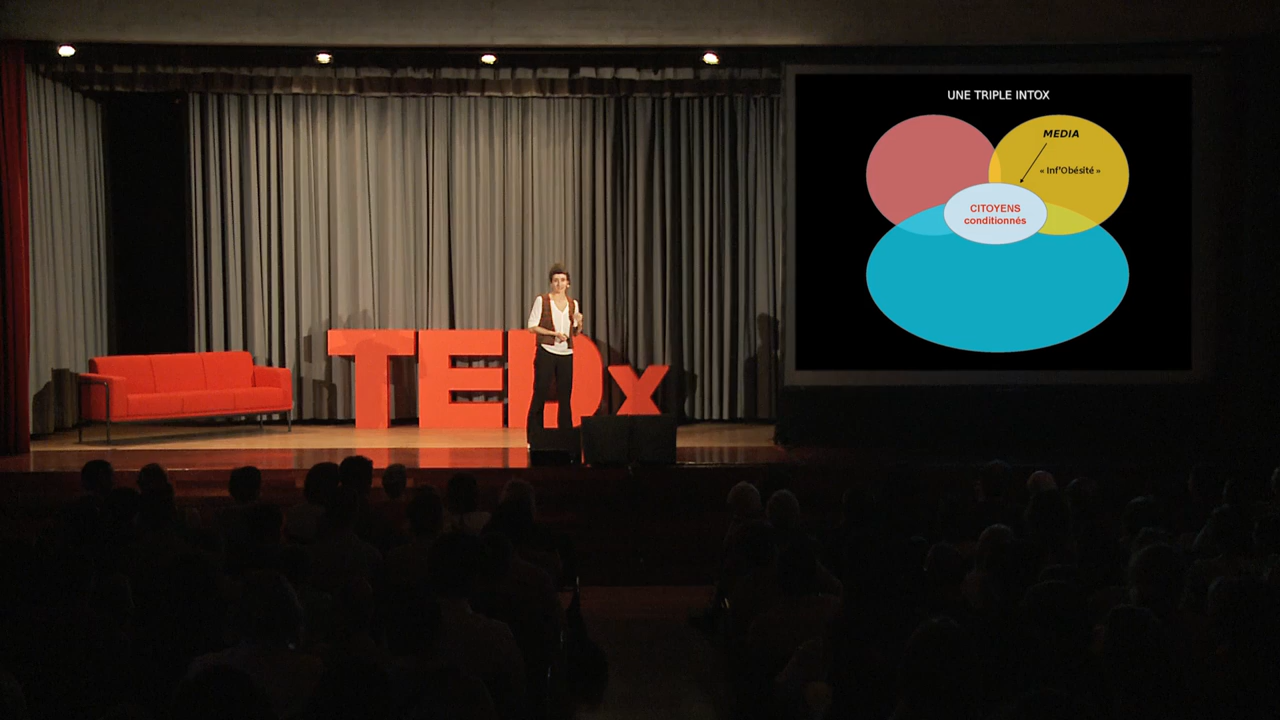 UNE TRIPLE INTOX
MEDIA
« Inf'Obésité »
CITOYENS
conditionnés
TEDx